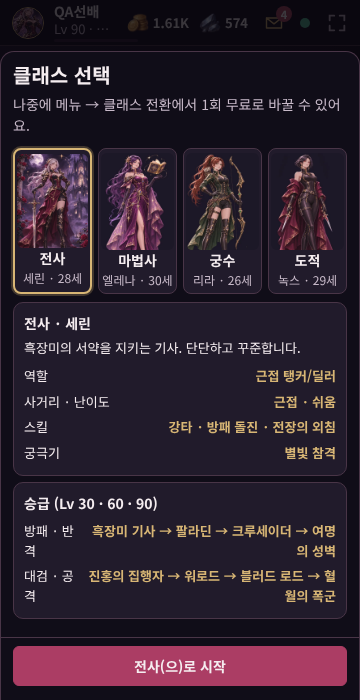 QA선배
Lv 90 · ...
1.61K
574
4
클래스 선택
나중에 메뉴 → 클래스 전환에서 1회 무료로 바꿀 수 있어
요.
전사
세린 · 28세
마법사
엘레나 · 30세
궁수
리라 · 26세
도적
녹스 · 29세
전사 · 세린
흑장미의 서약을 지키는 기사. 단단하고 꾸준합니다.
역할 근접 탱커/딜러
사거리 · 난이도 근접 · 쉬움
스킬 강타 · 방패 돌진 · 전장의 외침
궁극기 별빛 참격
승급 (Lv 30 · 60 · 90)
방패 · 반 흑장미 기사 → 팔라딘 → 크루세이더 → 여명
격 의 성벽
대검 · 공 진홍의 집행자 → 워로드 → 블러드 로드 → 혈
격 월의 폭군
전사(으)로 시작